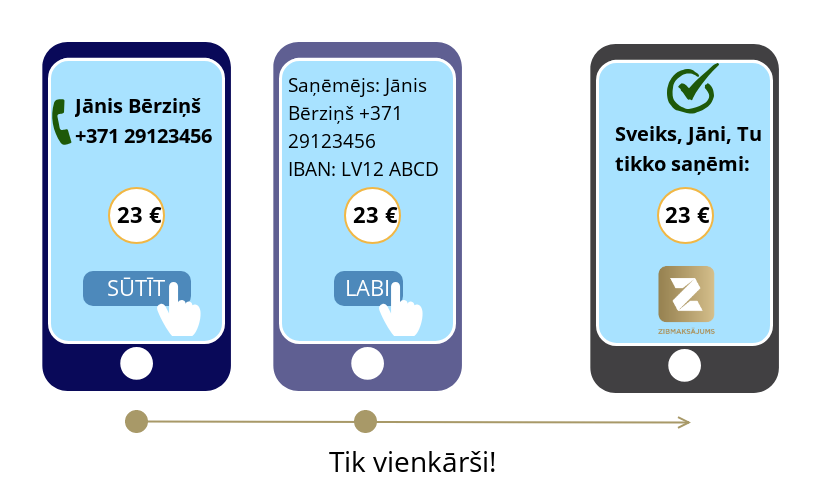 Jānis Bērziņš
+371 29123456
23 €
SŪTĪT
Saņēmējs: Jānis
Bērziņš +371
29123456
IBAN: LV12 ABCD
23 €
LABI
Sveiks, Jāni, Tu
tikko saņēmi:
23 €
ZIBMAKSĀJUMS
Tik vienkārši!